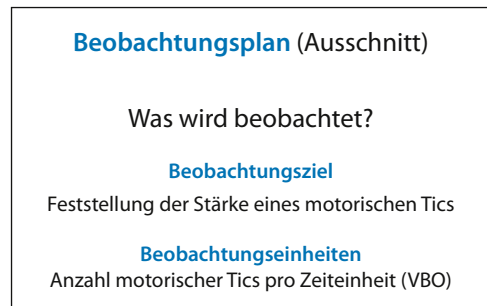 Beobachtungsplan (Ausschnitt)
Was wird beobachtet?
Beobachtungsziel
Feststellung der Stärke eines motorischen Tics
Beobachtungseinheiten
Anzahl motorischer Tics pro Zeiteinheit (VBO)